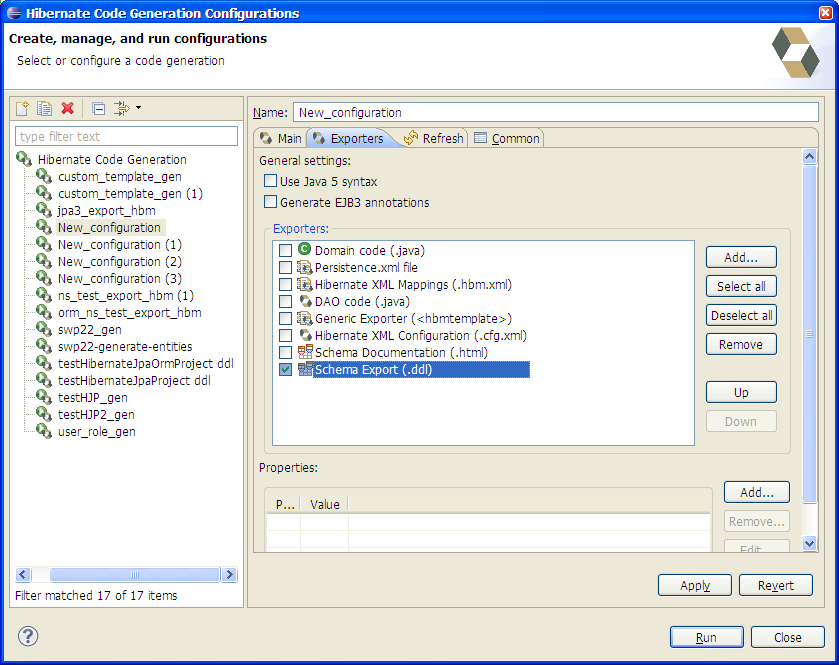 Hibernate Code Generation Configurations
Create, manage, and run configurations
Select or configure a code generation
type filter text
Hibernate Code Generation
custom_template_gen
custom_template_gen (1)
jpa3_export_hbm
New_configuration
New_configuration (1)
New_configuration (2)
New_configuration (3)
ns_test_export_hbm (1)
orm_ns_test_export_hbm
swp22_gen
swp22-generate-entities
testHibernateJpaOrmProject ddl
testHibernateJpaProject ddl
testHJP_gen
testHJP2_gen
user_role_gen
Filter matched 17 of 17 items
Name: New_configuration
Main Exporters Refresh Common
General settings:
Use Java 5 syntax
Generate EJB3 annotations
Exporters:
Domain code (.java)
Persistence.xml file
Hibernate XML Mappings (.hbm.xml)
DAO code (.java)
Generic Exporter (<hbmtemplate>)
Hibernate XML Configuration (.cfg.xml)
Schema Documentation (.html)
Schema Export (.ddl)
Add...
Select all
Deselect all
Remove
Up
Down
Properties:
P... Value
Add...
Remove...
Edit...
Apply Revert
? Run Close